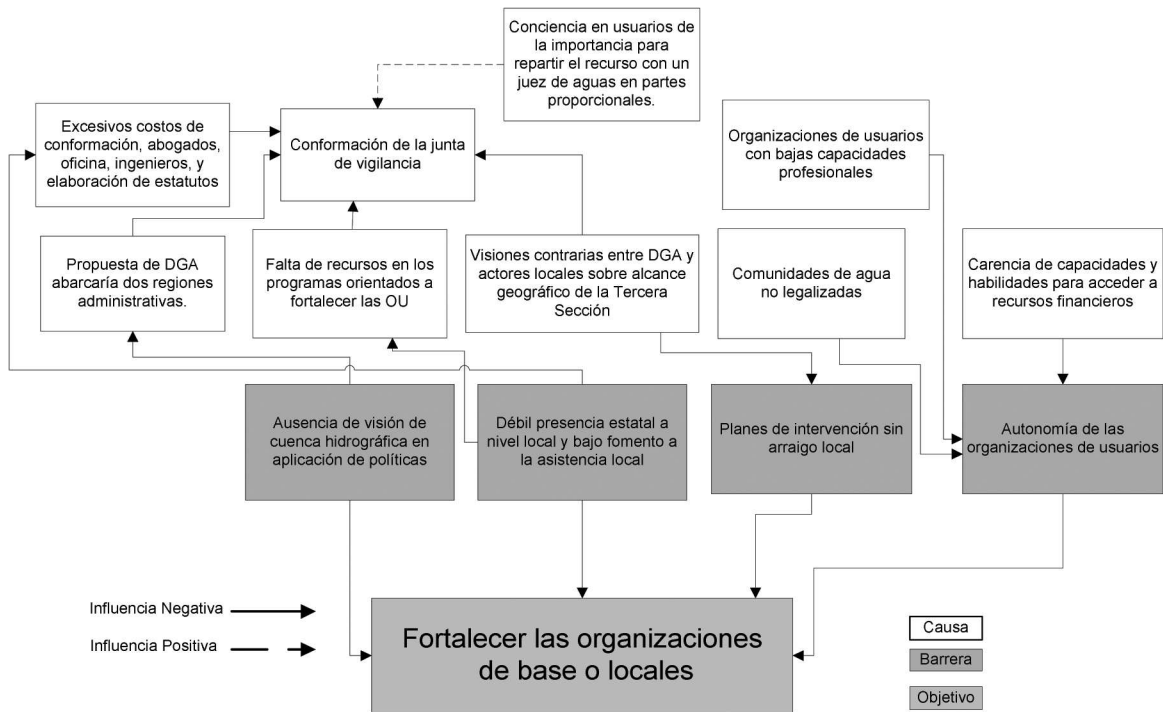 Conciencia en usuarios
de la importancia para
repartir el recurso con un
juez de aguas en partes
proporcionales.
Excesivos costos de
conformación, abogados,
oficina, ingenieros, y
elaboración de estatutos
Conformación de la junta
de vigilancia
Organizaciones de usuarios
con bajas capacidades
profesionales
Propuesta de DGA
abarcaría dos regiones
administrativas.
Falta de recursos en los
programas orientados a
fortalecer las OU
Visiones contrarias entre DGA y
actores locales sobre alcance
geográfico de la Tercera
Sección
Comunidades de agua
no legalizadas
Carencia de capacidades y
habilidades para acceder a
recursos financieros
Ausencia de visión de
cuenca hidrográfica en
aplicación de políticas
Débil presencia estatal a
nivel local y bajo fomento a
la asistencia local
Planes de intervención sin
arraigo local
Autonomía de las
organizaciones de usuarios
Influencia Negativa
Influencia Positiva
Fortalecer las organizaciones
de base o locales
Causa
Barrera
Objetivo